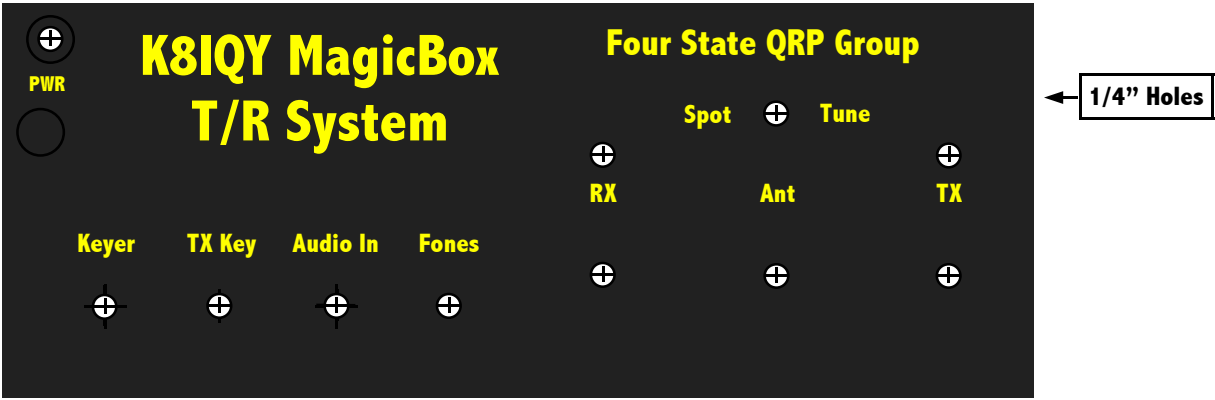 K8IQY MagicBox
T/R System
Four State QRP Group
PWR
1/4” Holes
Spot Tune
RX Ant TX
Keyer TX Key Audio In Fones